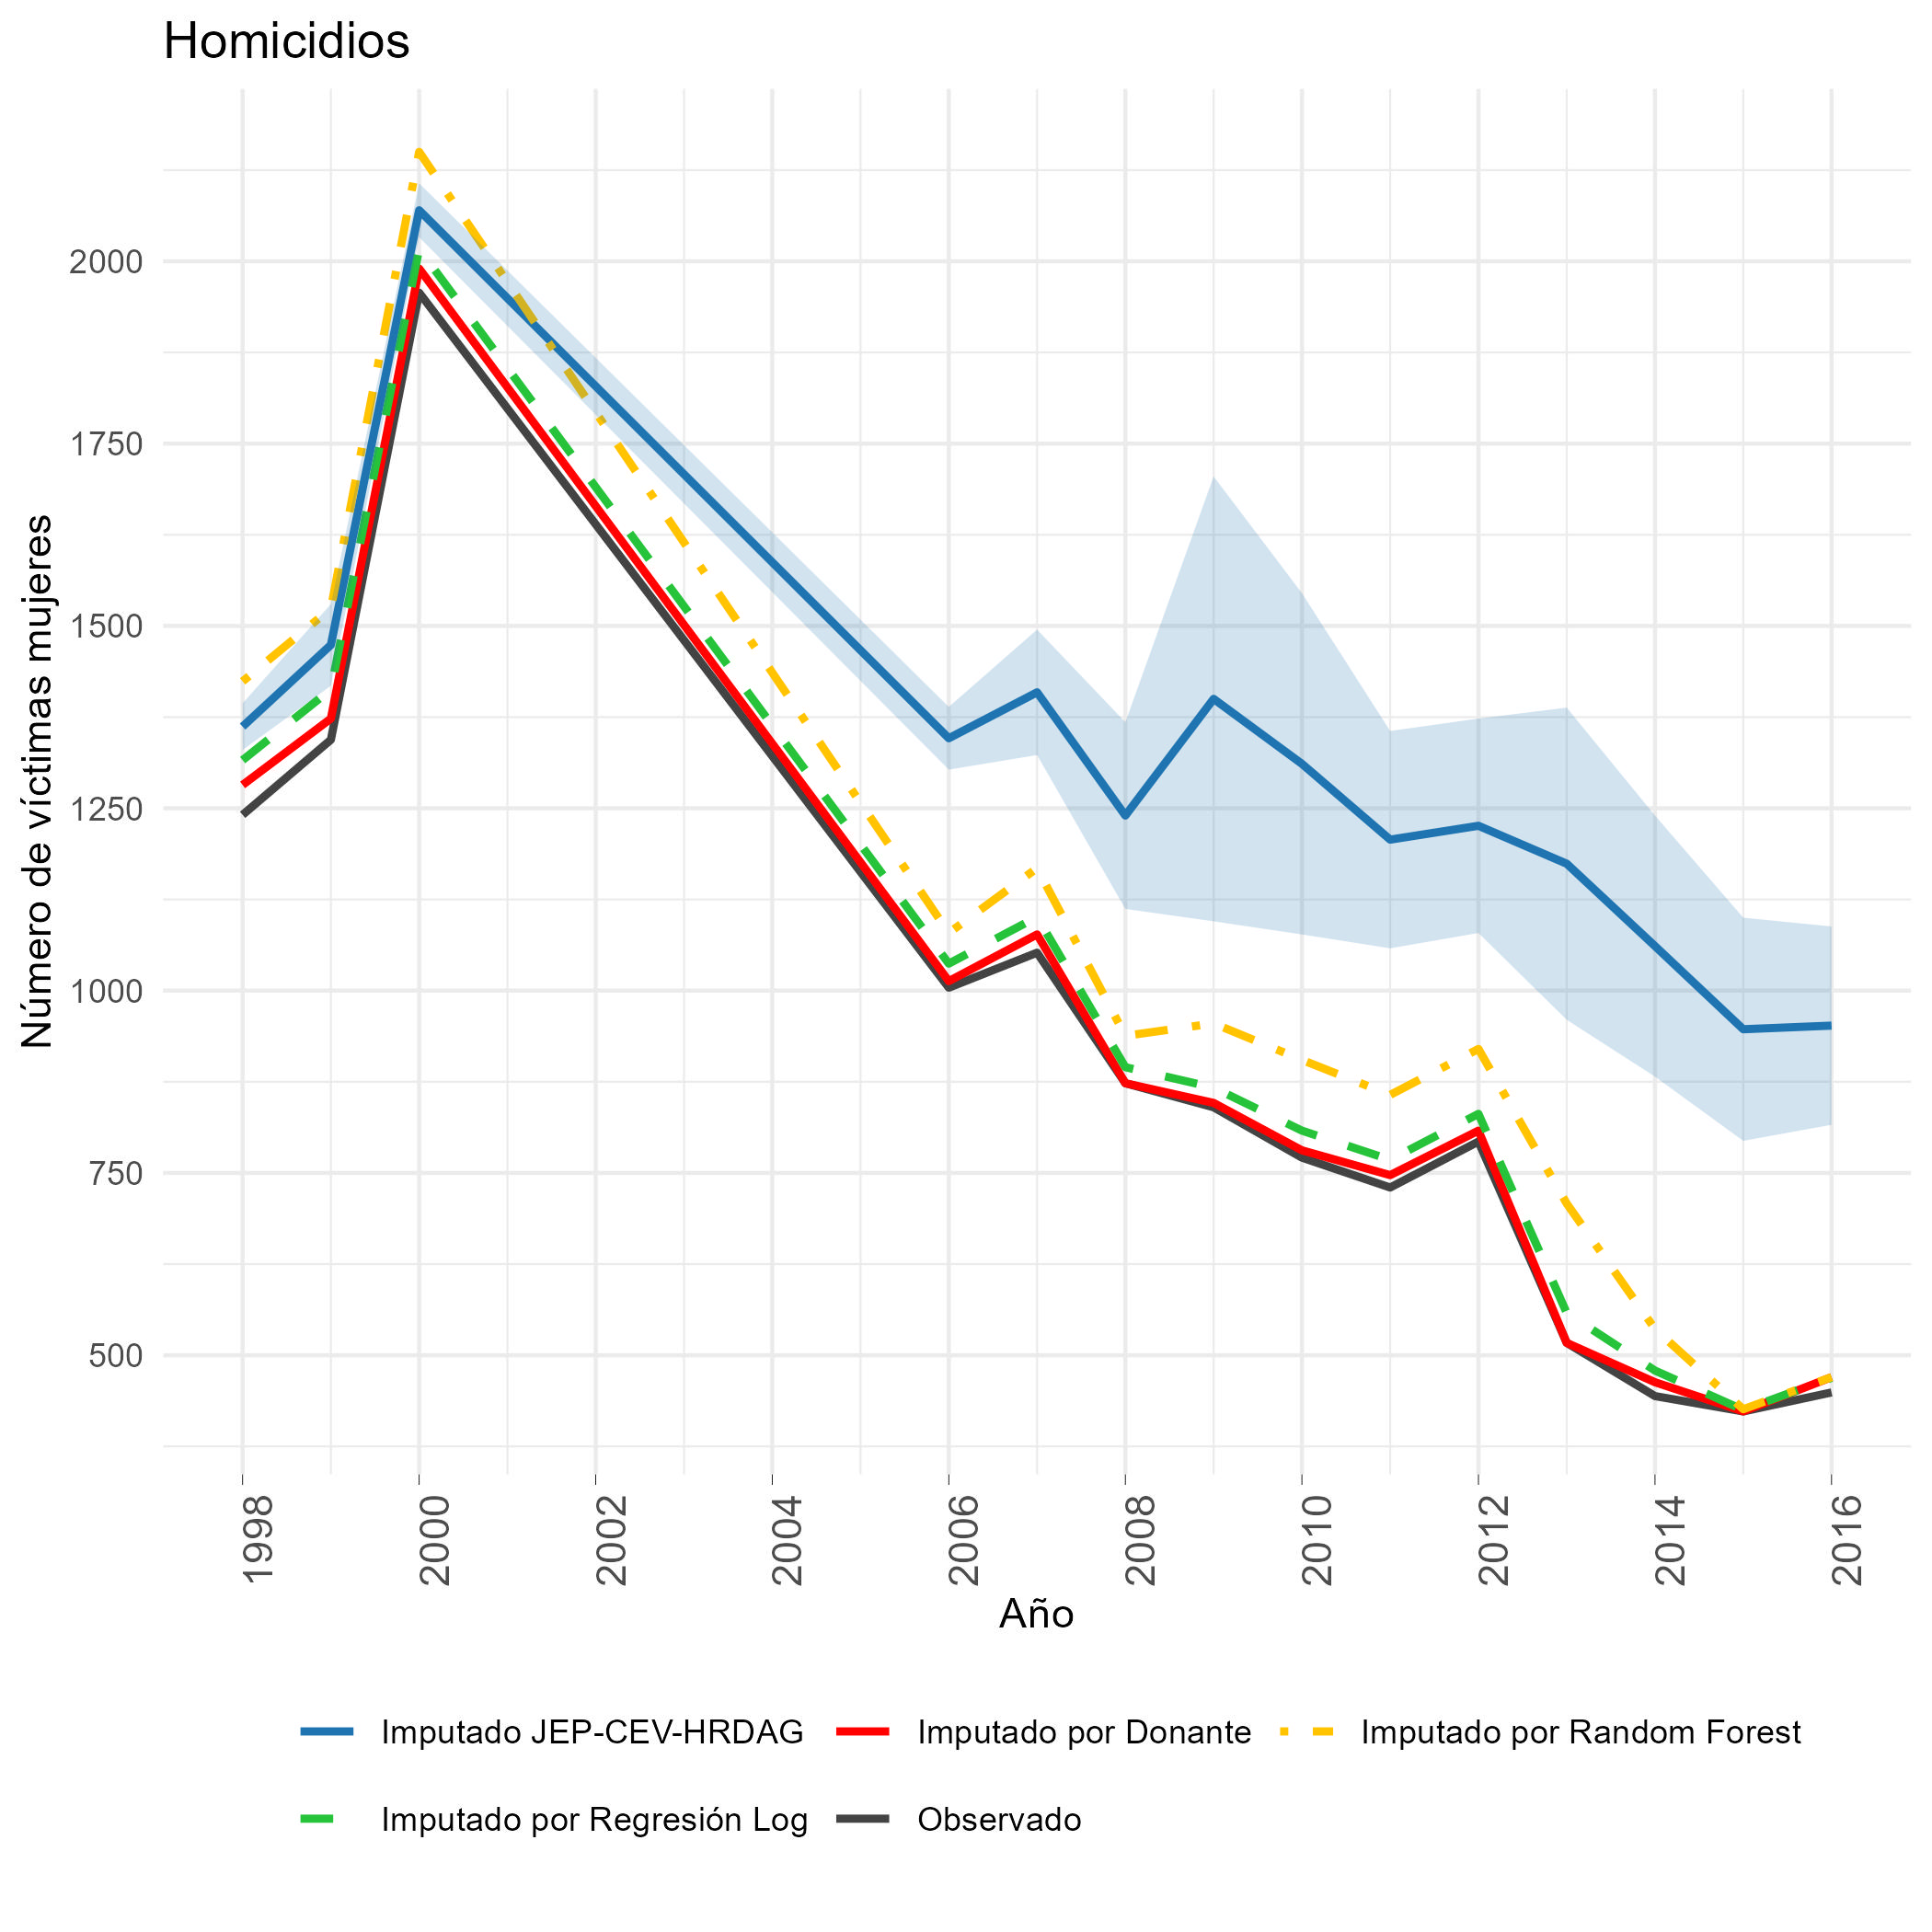 Homicidios
Número de víctimas mujeres
2000
1750
1500
1250
1000
750
500
1998
2000
2002
2004
2006
2008
2010
2012
2014
2016
Año
Imputado JEP-CEV-HRDAG
Imputado por Donante
Imputado por Random Forest
Imputado por Regresión Log
Observado